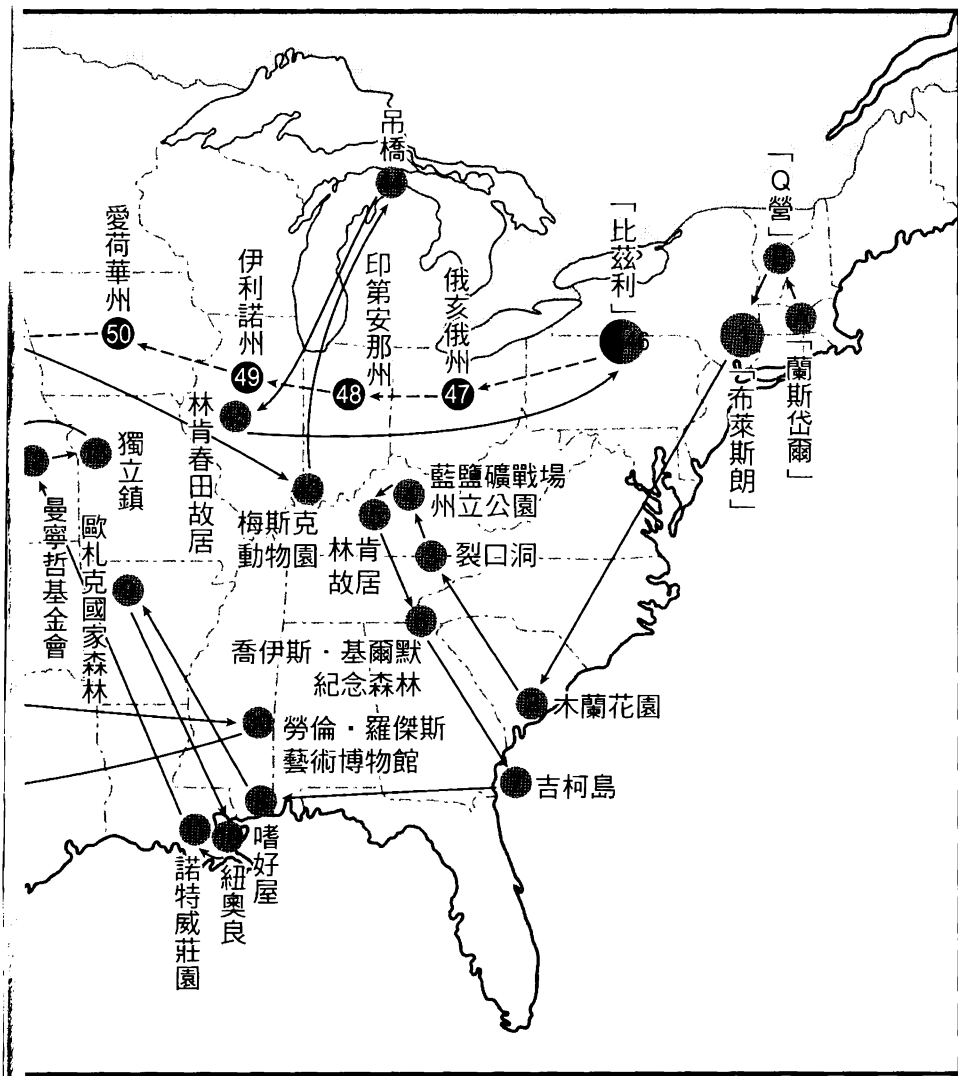 吊橋
「Q營」
「比茲利」
愛荷華州
伊利諾州
印第安那州
俄亥俄州
50
49
48
47
6
「蘭斯岱爾」
「布萊斯朗」
林肯春田故居
獨立鎮
曼寧哲基金會
歐札克國家森林
梅斯克
動物園
林肯
故居
藍鹽礦戰場
州立公園
裂口洞
喬伊斯・基爾默
紀念森林
木蘭花園
勞倫・羅傑斯
藝術博物館
吉柯島
嗜好屋
紐奧良
諾特威莊園